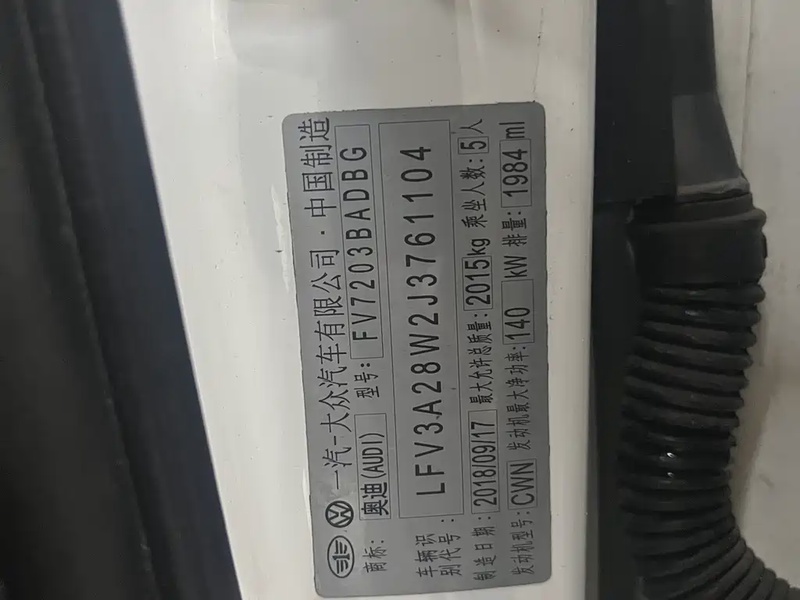 一汽-大众汽车有限公司·中国制造
商标: 奥迪(AUDI) 型号: FV7203BADBG
车辆识别代号: LFV3A28W2J3761104
制造日期: 2018/09/17 最大允许总质量: 2015kg 乘坐人数: 5人
发动机型号: CWN 发动机最大净功率: 140 kW 排量: 1984 ml